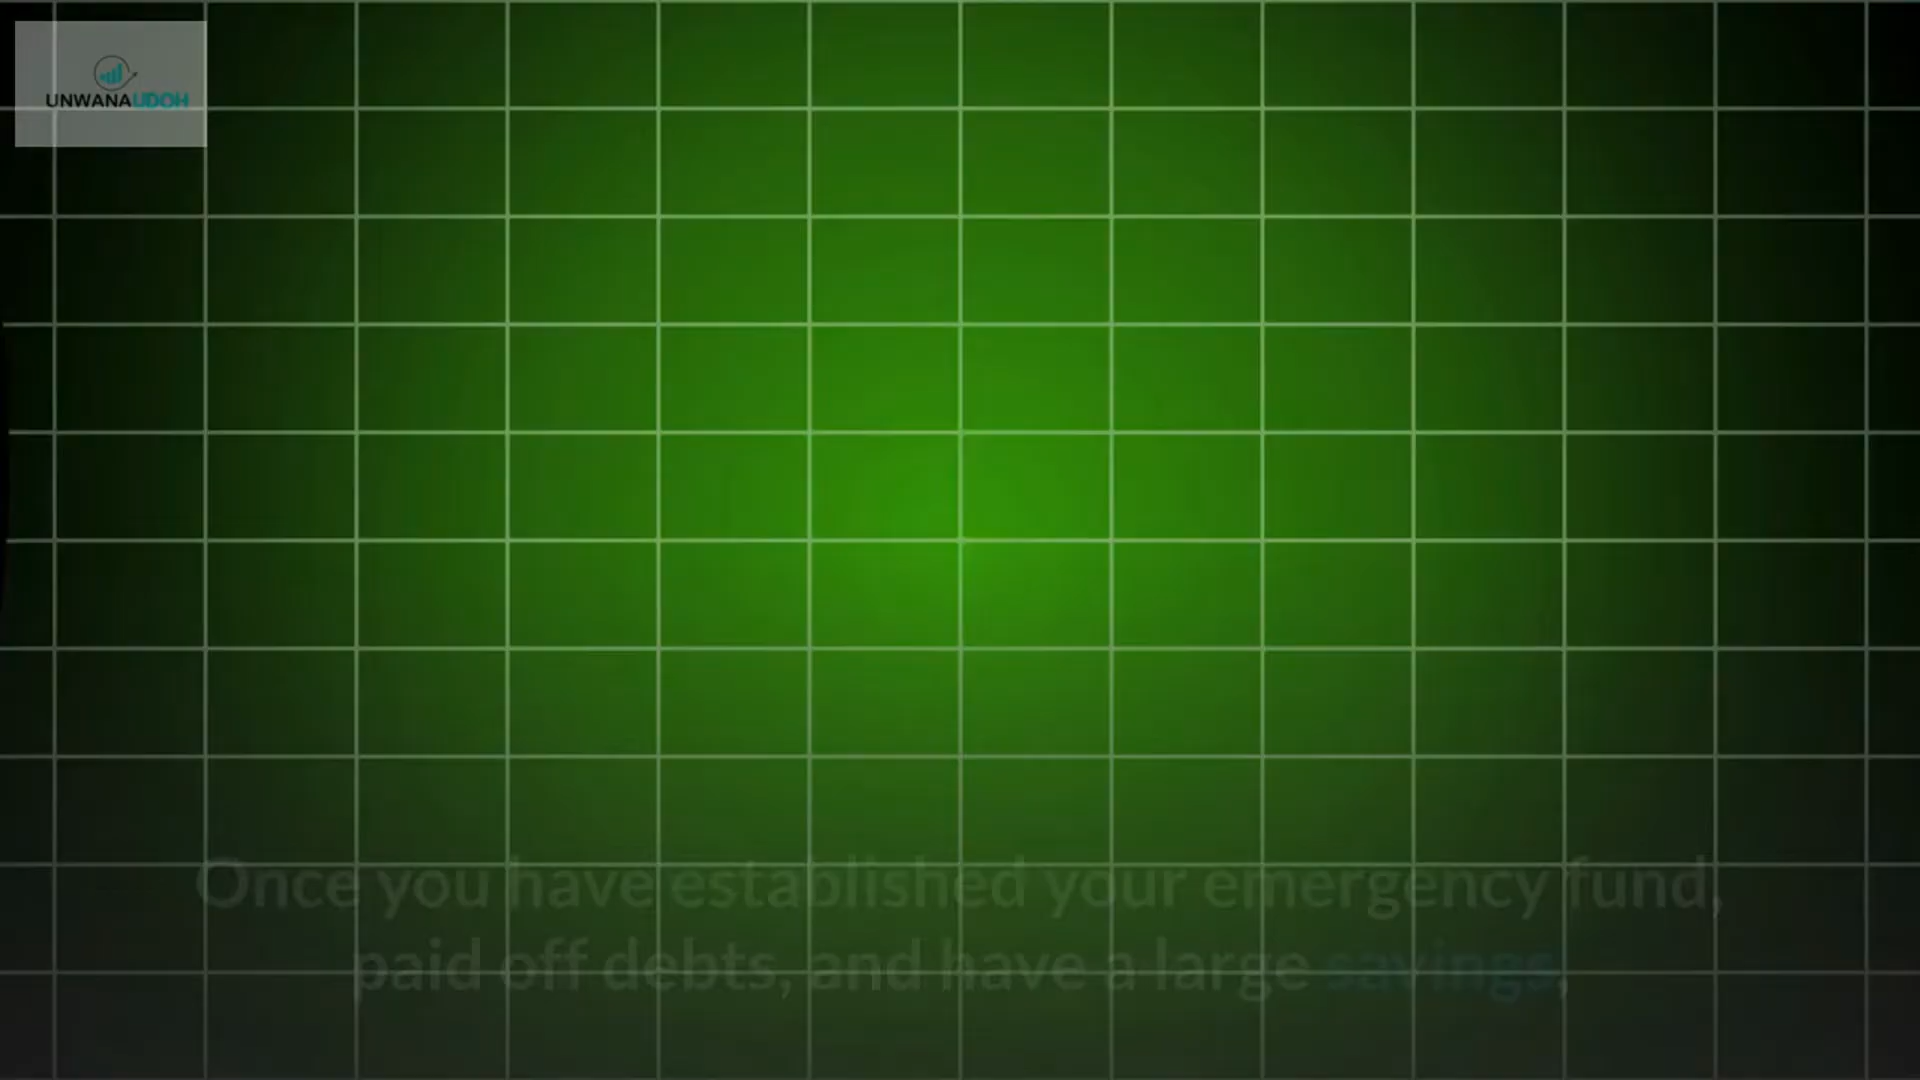 UNWANAUDOH
Once you have established your emergency fund,
paid off debts, and have a large savings,